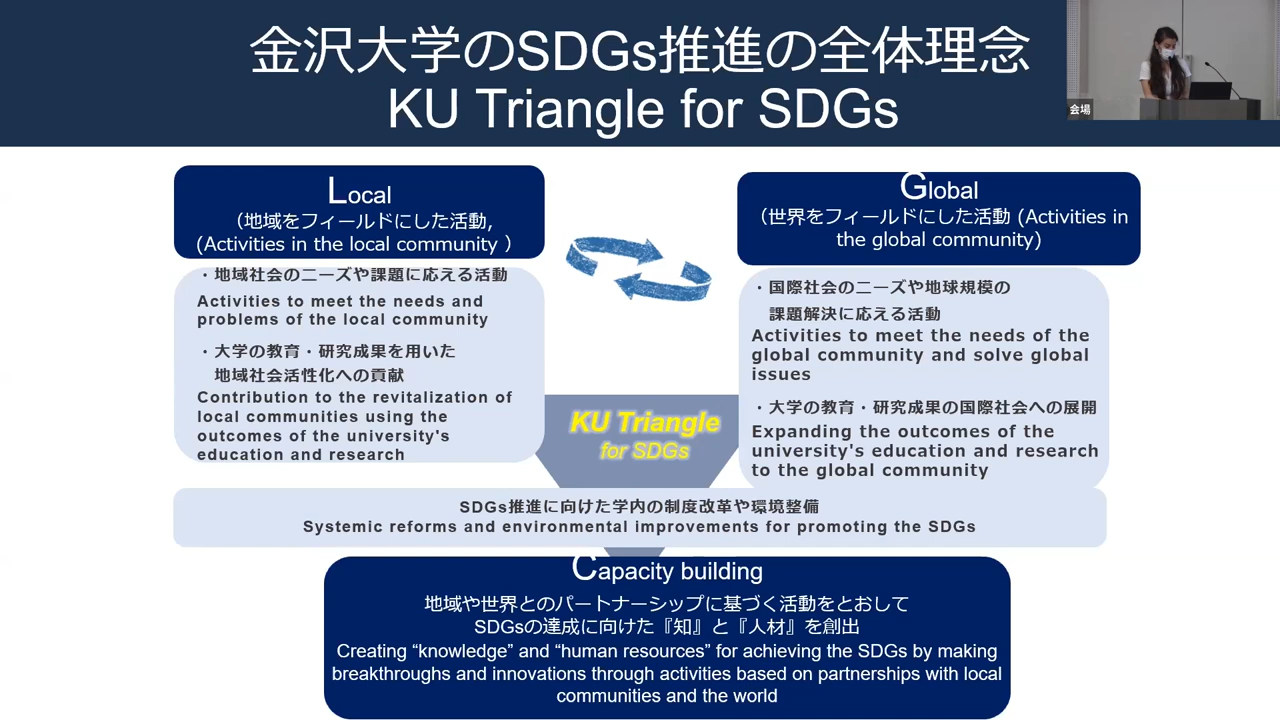 金沢大学のSDGs推進の全体理念
KU Triangle for SDGs
会場
Local
（地域をフィールドにした活動,
(Activities in the local community ）
・地域社会のニーズや課題に応える活動
Activities to meet the needs and
problems of the local community
・大学の教育・研究成果を用いた
地域社会活性化への貢献
Contribution to the revitalization of
local communities using the
outcomes of the university's
education and research
Global
（世界をフィールドにした活動 (Activities in
the global community)
・国際社会のニーズや地球規模の
課題解決に応える活動
Activities to meet the needs of the
global community and solve global
issues
・大学の教育・研究成果の国際社会への展開
Expanding the outcomes of the
university's education and research
to the global community
KU Triangle
for SDGs
SDGs推進に向けた学内の制度改革や環境整備
Systemic reforms and environmental improvements for promoting the SDGs
Capacity building
地域や世界とのパートナーシップに基づく活動をとおして
SDGsの達成に向けた『知』と『人材』を創出
Creating “knowledge” and “human resources” for achieving the SDGs by making
breakthroughs and innovations through activities based on partnerships with local
communities and the world